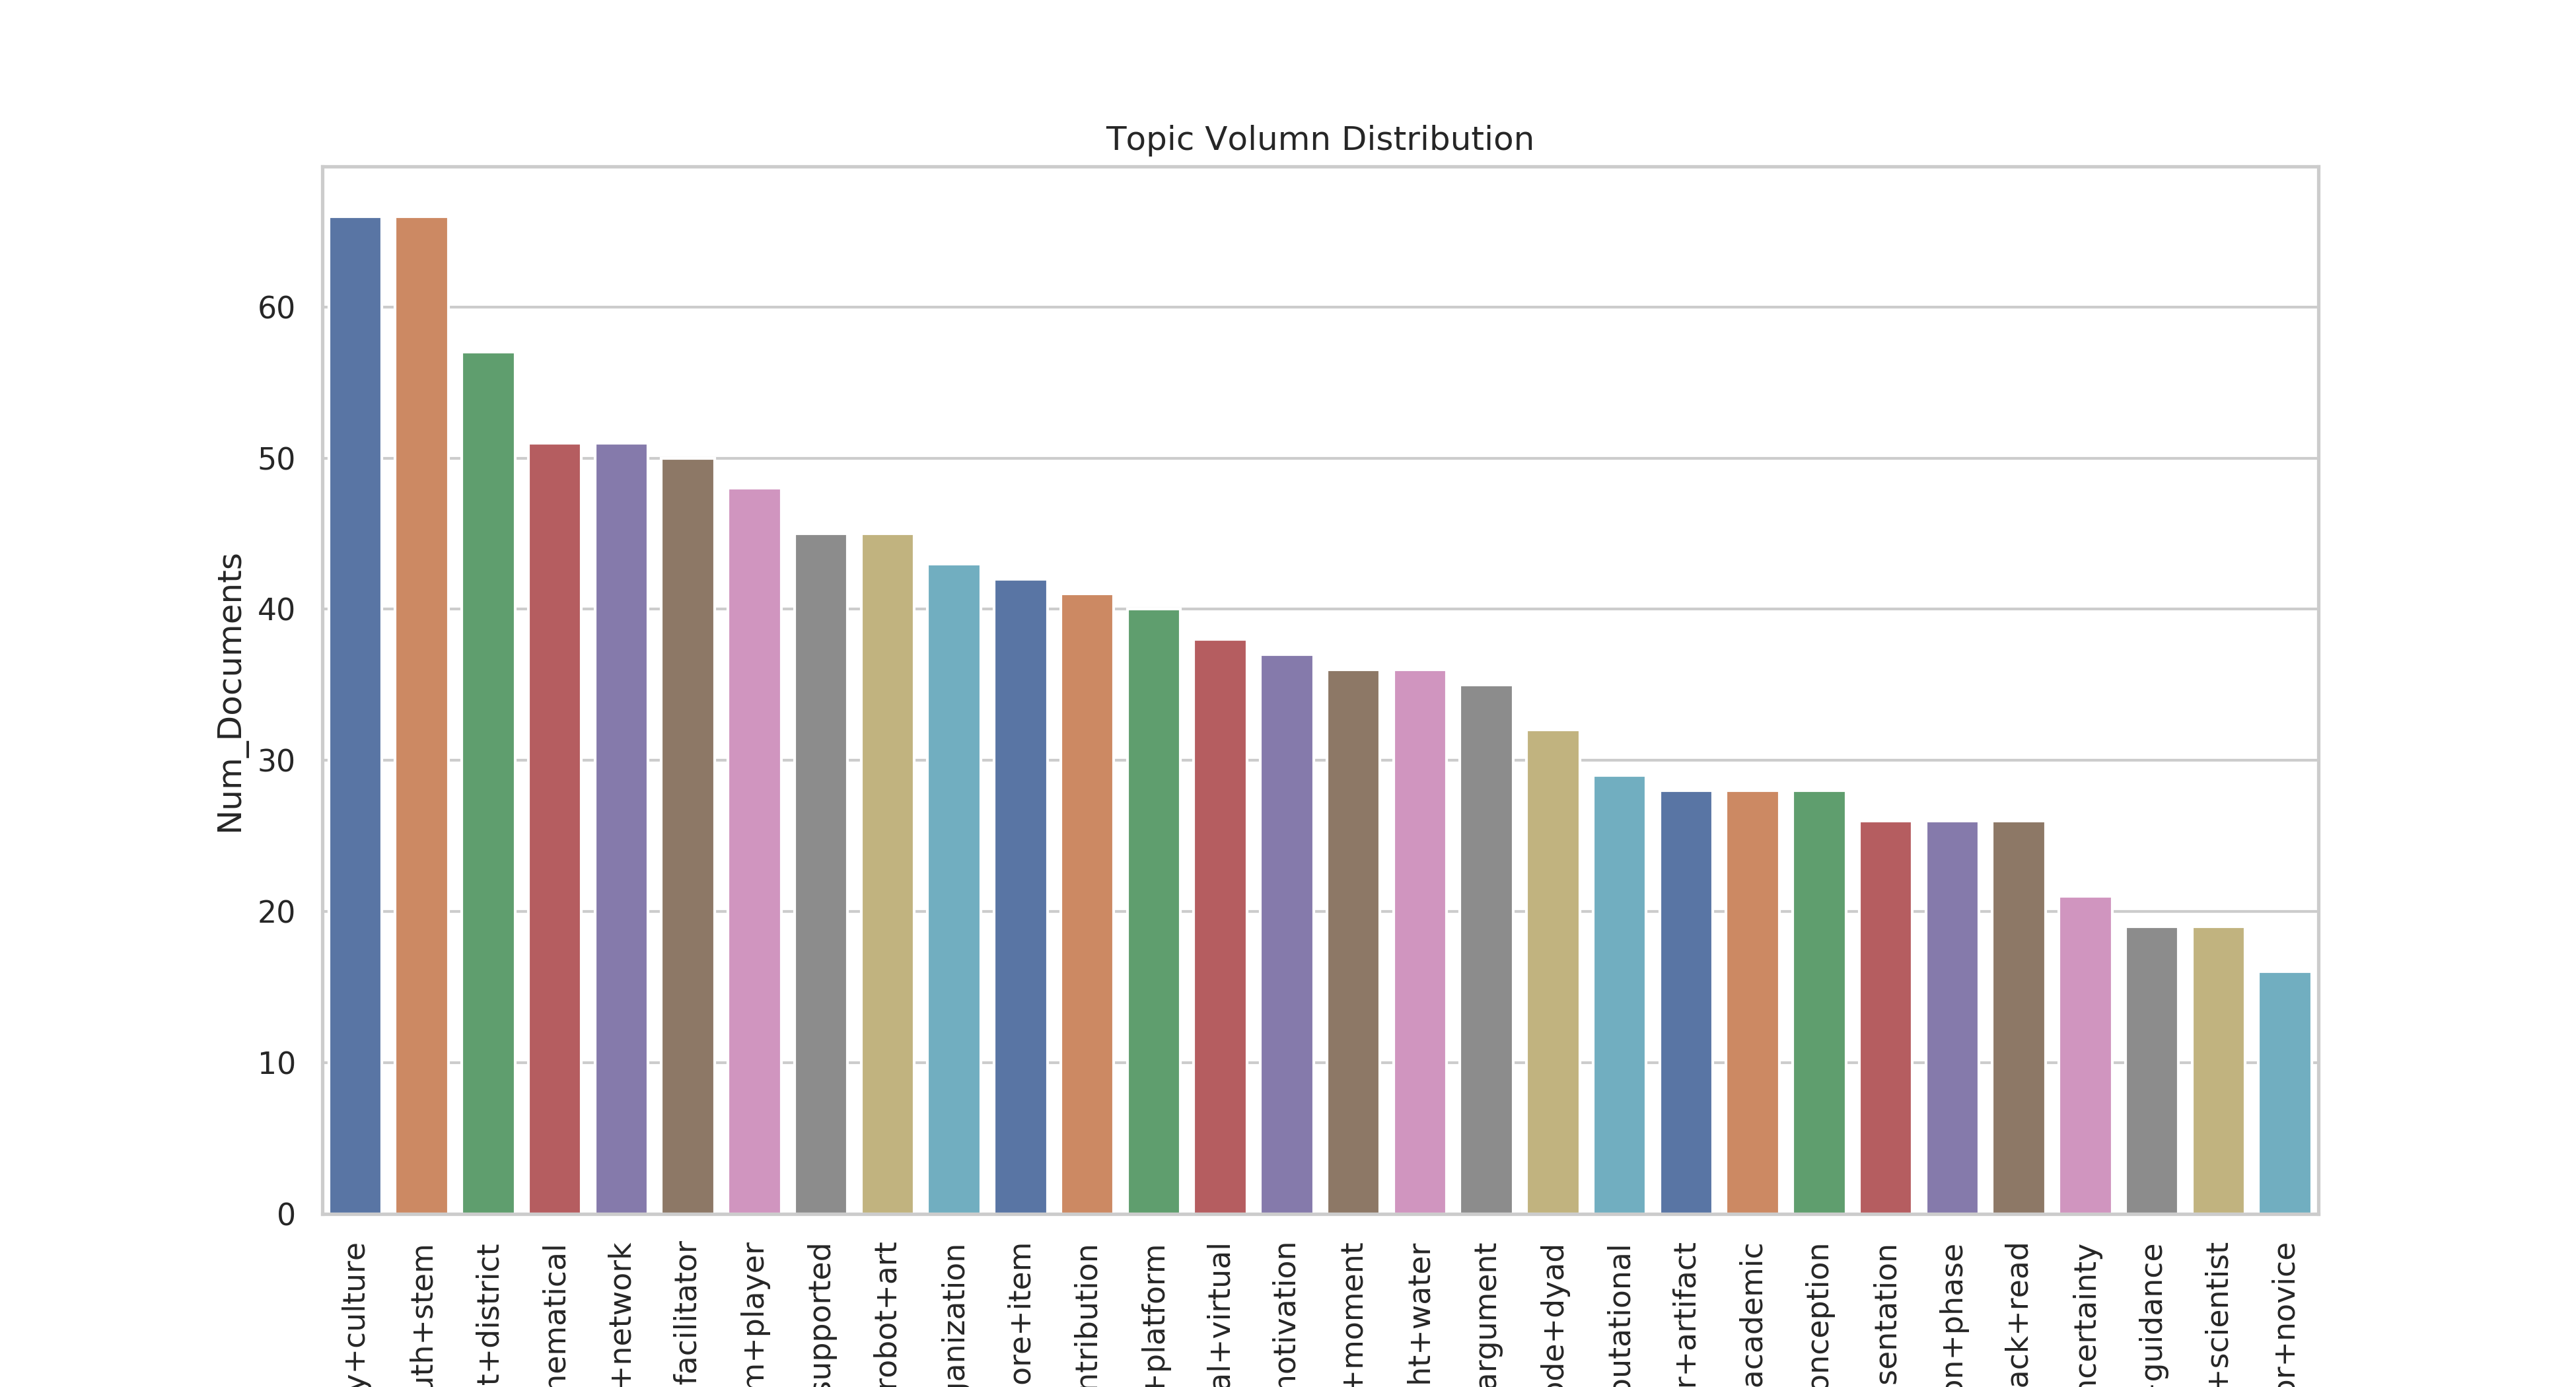 Topic Volumn Distribution
Num_Documents
60
50
40
30
20
10
0
y+culture
uth+stem
t+district
nematical
+network
facilitator
m+player
supported
robot+art
ganization
ore+item
ntribution
+platform
al+virtual
notivation
+moment
ht+water
argument
ode+dyad
outational
r+artifact
academic
onception
sentation
on+phase
ack+read
ncertainty
guidance
+scientist
or+novice